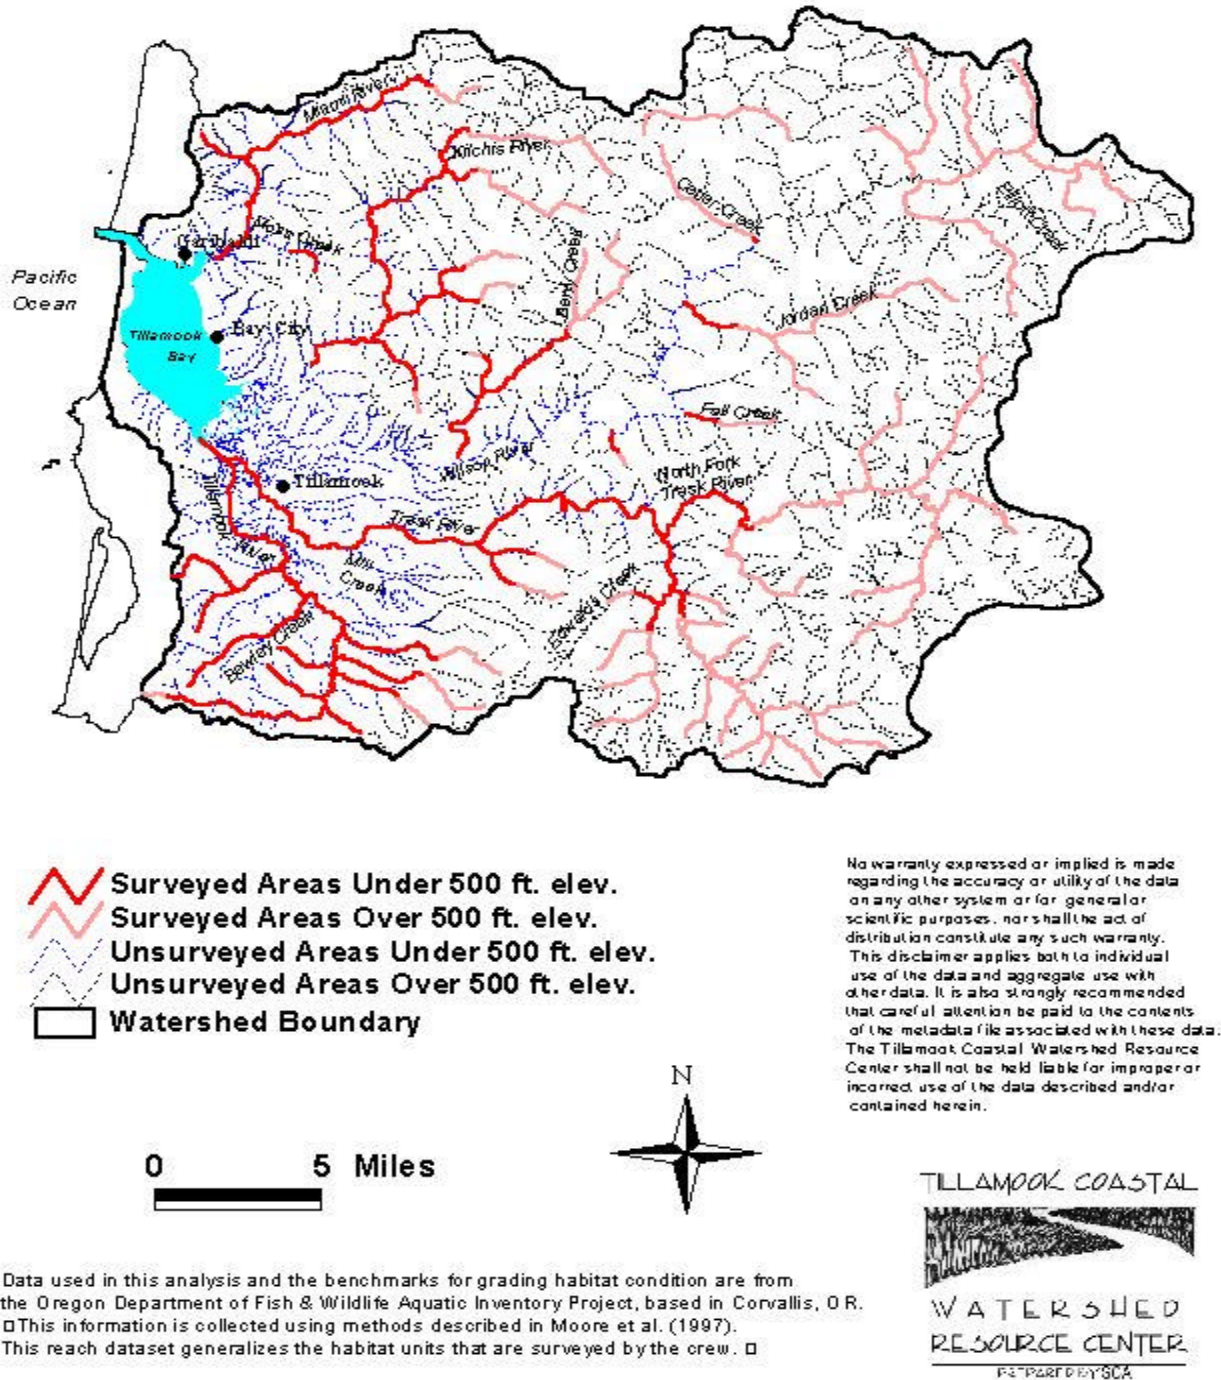 Miami River
Kilchis River
Cedar Creek
Elliott Creek
Moss Creek
Garibaldi
Pacific
Ocean
Ben Creek
Jordan Creek
Tillamook
Bay
Bay City
Fall Creek
Wilson River
North Fork
Trask River
Tillamook
Tillamook River
Trask River
Mill
Creek
Edwards Creek
Bewley Creek
Surveyed Areas Under 500 ft. elev.
Surveyed Areas Over 500 ft. elev.
Unsurveyed Areas Under 500 ft. elev.
Unsurveyed Areas Over 500 ft. elev.
Watershed Boundary
No warranty expressed or implied is made
regarding the accuracy or utility of the data
on any other system or for general or
scientific purposes, nor shall the act of
distribution constitute any such warranty.
This disclaimer applies both to individual
use of the data and aggregate use with
other data. It is also strongly recommended
that careful attention be paid to the contents
of the metadata file associated with these data.
The Tillamook Coastal Watershed Resource
Center shall not be held liable for improper or
incorrect use of the data described and/or
contained herein.
N
0 5 Miles
TILLAMOOK COASTAL
WATERSHED
RESOURCE CENTER
PREPARED BY SCA
Data used in this analysis and the benchmarks for grading habitat condition are from
the Oregon Department of Fish & Wildlife Aquatic Inventory Project, based in Corvallis, OR.
This information is collected using methods described in Moore et al. (1997).
This reach dataset generalizes the habitat units that are surveyed by the crew.